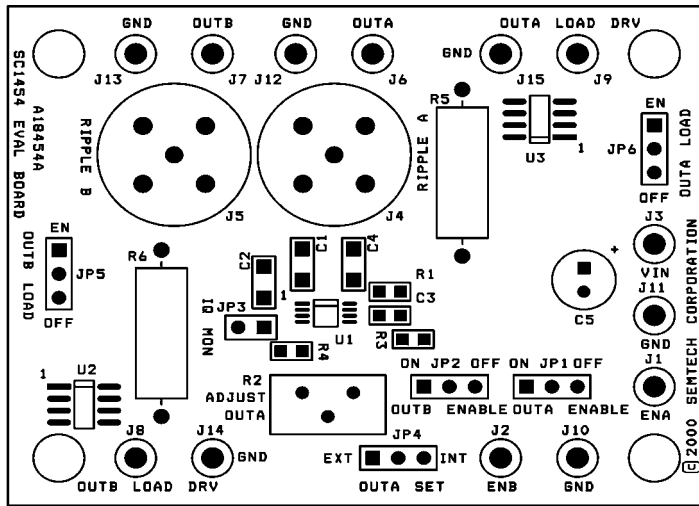 GND OUTB GND OUTA OUTA LOAD DRV
GND
J13 J7 J12 J6 J15 J9
SC1454 EVAL BOARD
A18454A
RIPPLE B
J5
RIPPLE A
J4
R5
U3
1
EN
JP6
OFF
OUTA LOAD
J3
VIN
J11
GND
J1
ENA
© 2000 SEMTECH CORPORATION
EN
JP5
OFF
OUTB LOAD
R6
C2
1
C1
C4
R1
C3
+
C5
JP3
IQ MON
U1
R3
R4
U2
1
R2
ADJUST
OUTA
ON JP2 OFF
OUTB ENABLE
ON JP1 OFF
OUTA ENABLE
J8 J14
GND
OUTB LOAD DRV
JP4
EXT INT
OUTA SET
J2
ENB
J10
GND